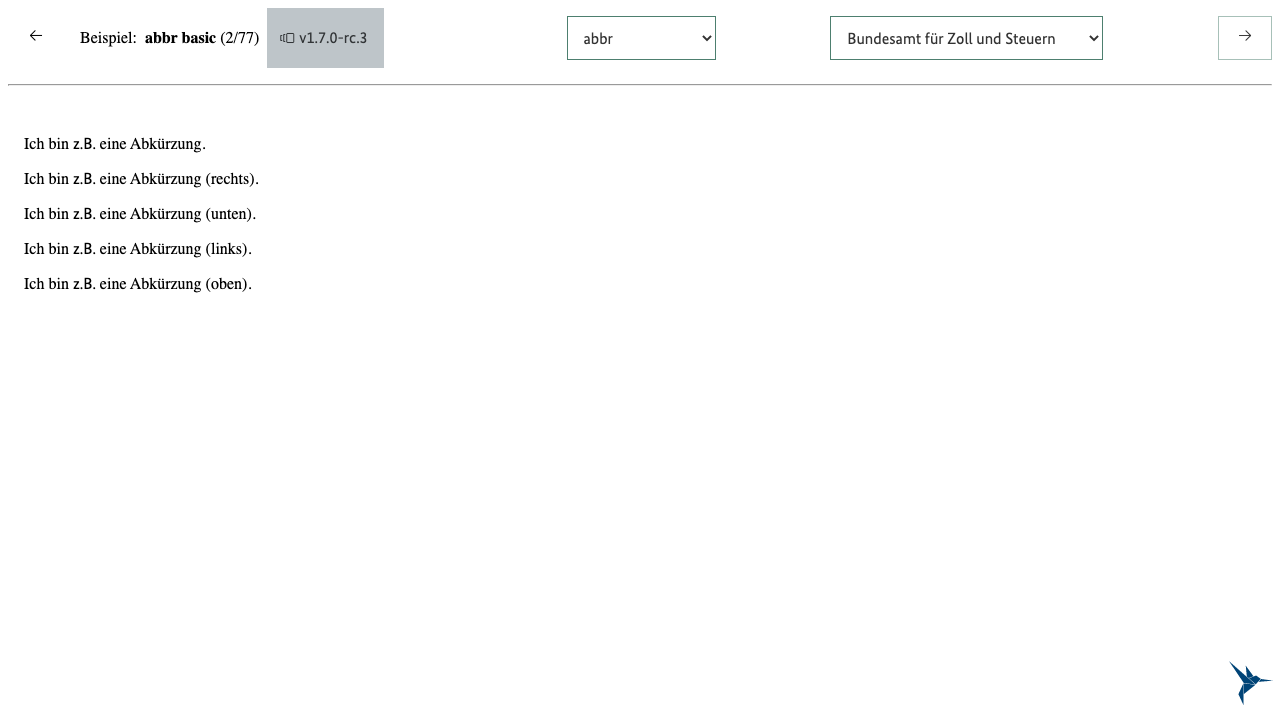 Beispiel: abbr basic (2/77) v1.7.0-rc.3 abbr Bundesamt für Zoll und Steuern
Ich bin z.B. eine Abkürzung.
Ich bin z.B. eine Abkürzung (rechts).
Ich bin z.B. eine Abkürzung (unten).
Ich bin z.B. eine Abkürzung (links).
Ich bin z.B. eine Abkürzung (oben).